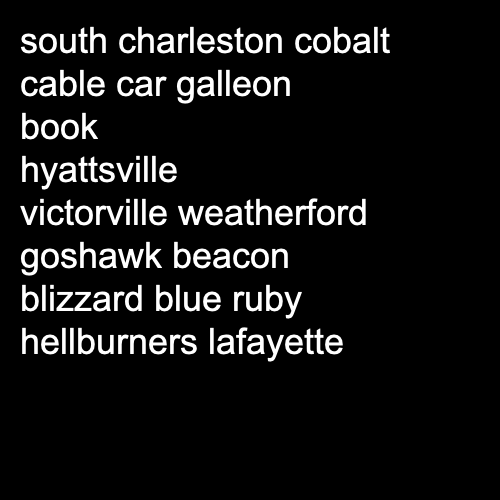 south charleston cobalt
cable car galleon
book
hyattsville
victorville weatherford
goshawk beacon
blizzard blue ruby
hellburners lafayette